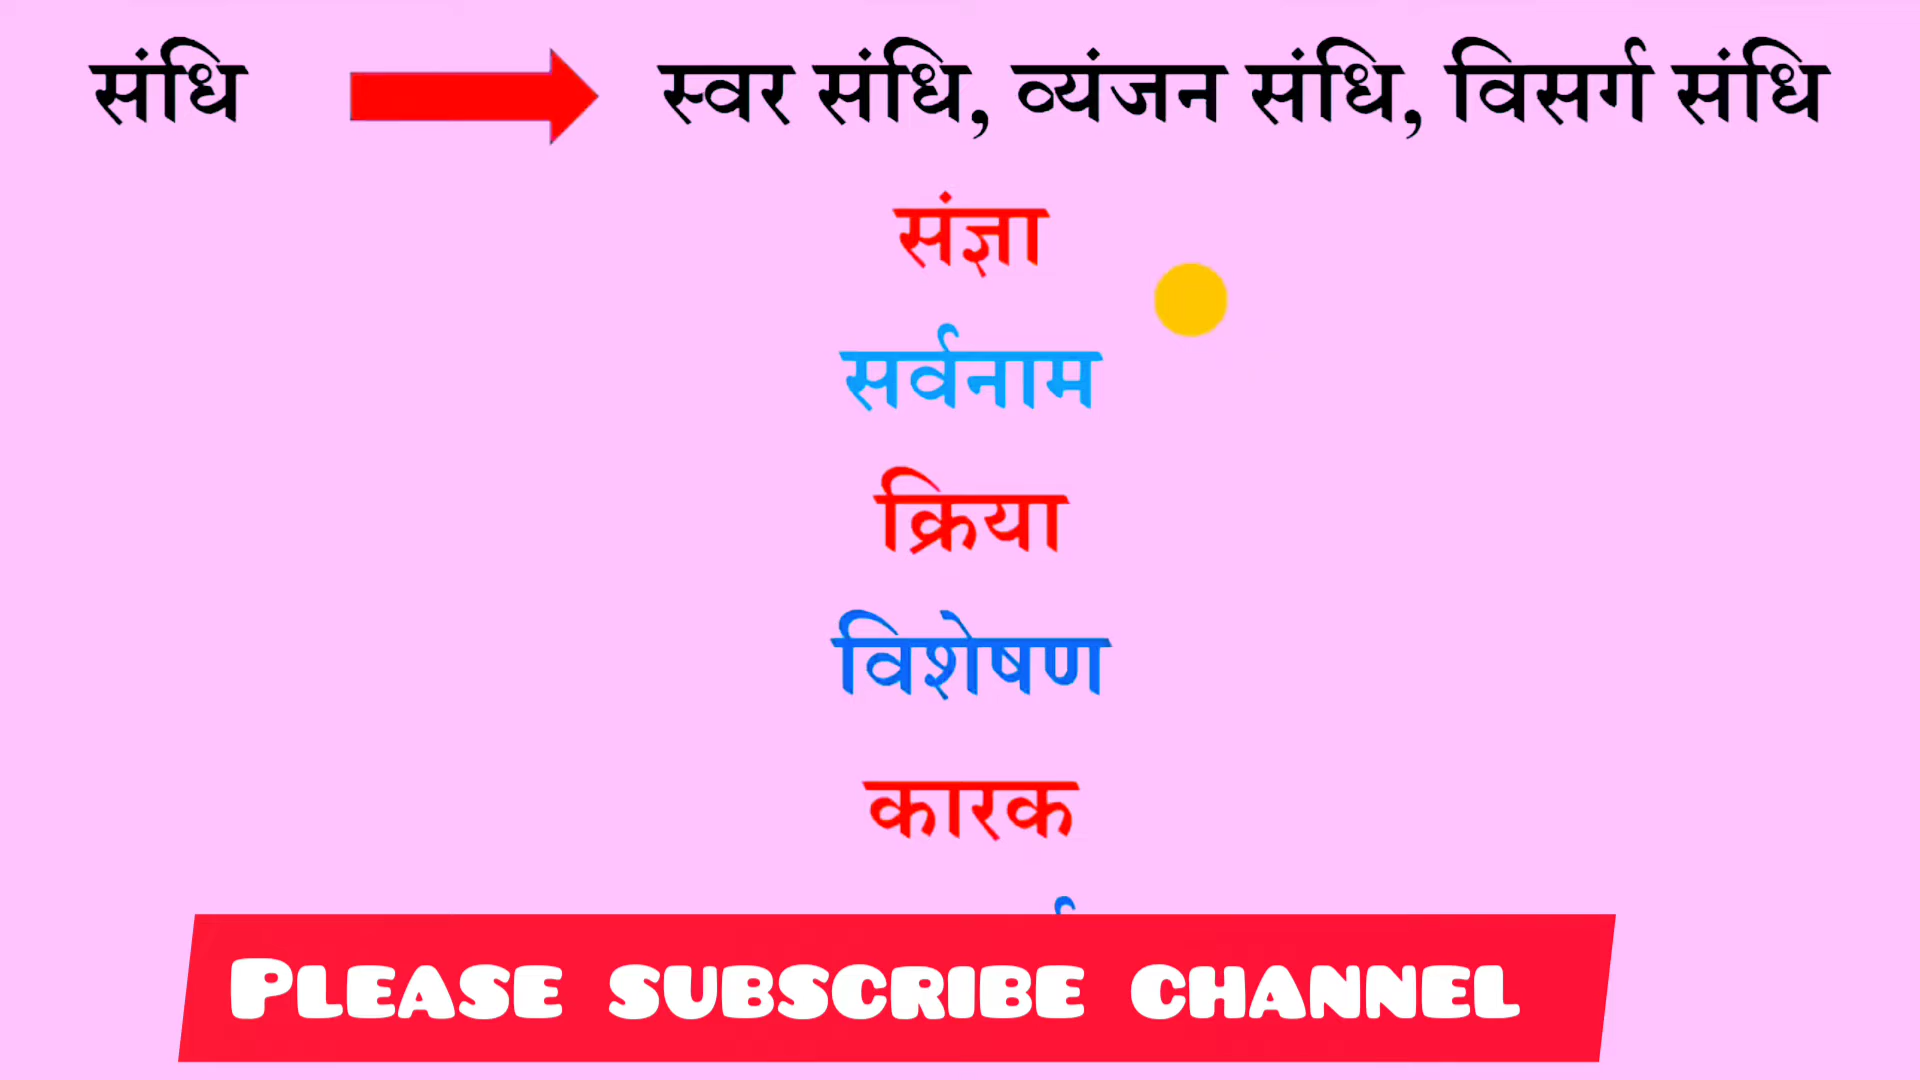 संधि स्वर संधि, व्यंजन संधि, विसर्ग संधि
संज्ञा
सर्वनाम
क्रिया
विशेषण
कारक
PLEASE SUBSCRIBE CHANNEL